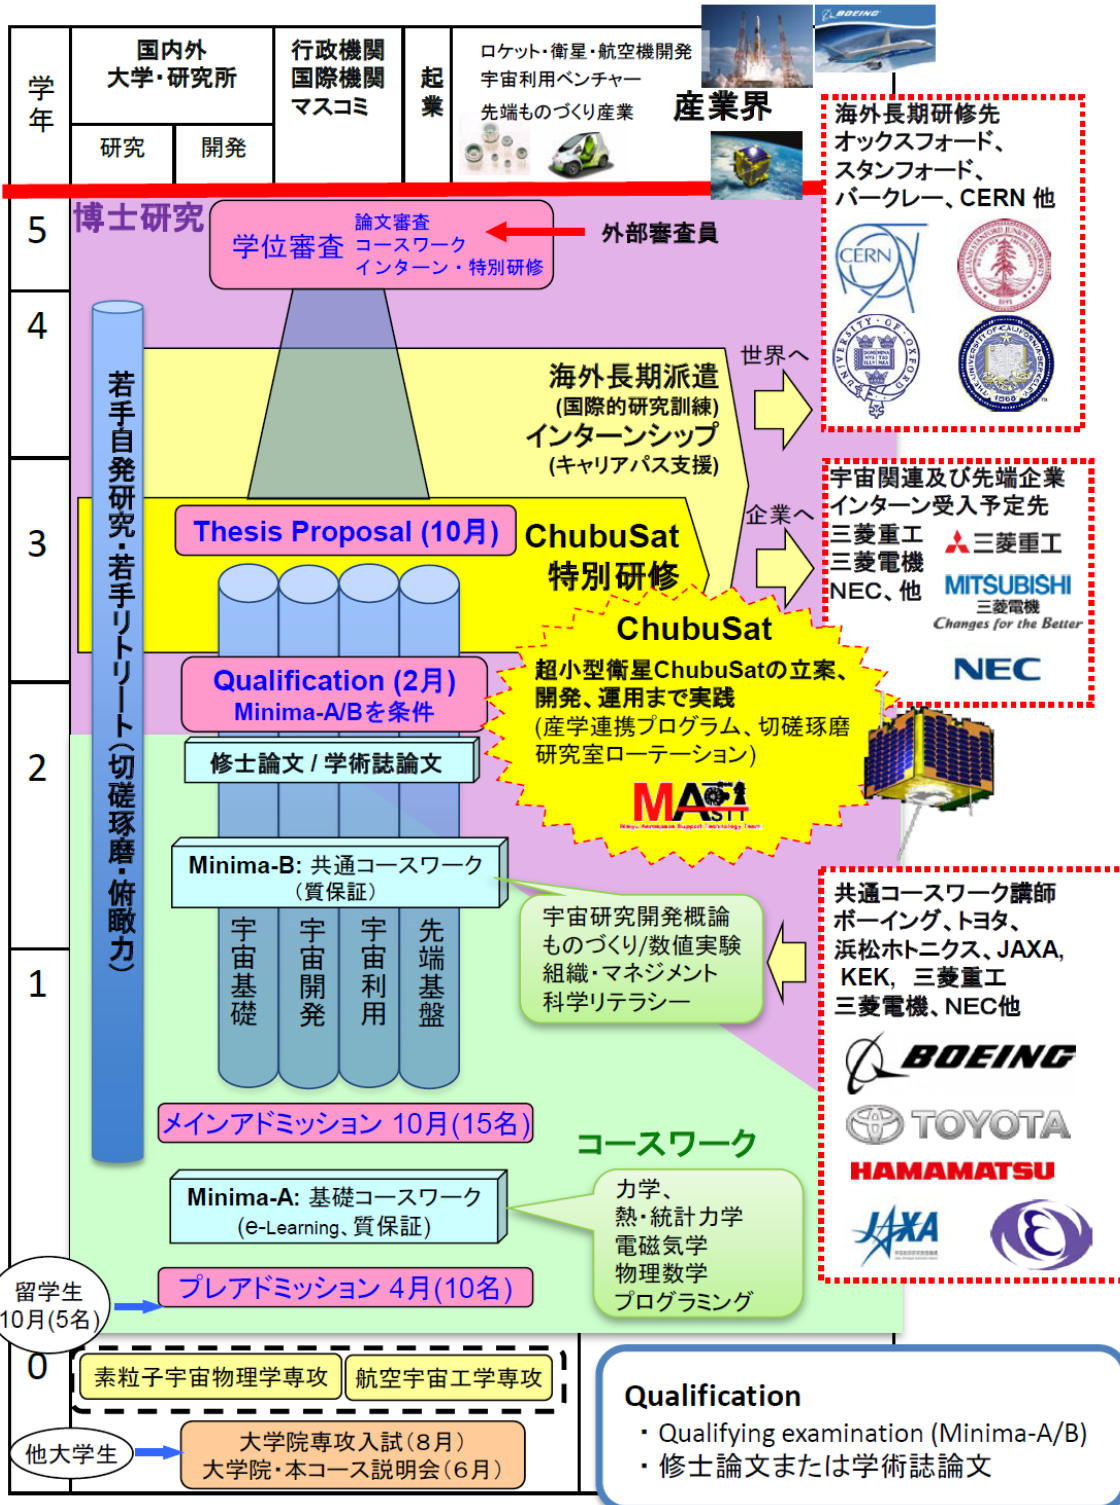 学年
国内外
大学・研究所
研究
開発
行政機関
国際機関
マスコミ
起業
ロケット・衛星・航空機開発
宇宙利用ベンチャー
先端ものづくり産業
産業界
BOEING
海外長期研修先
オックスフォード、
スタンフォード、
バークレー、CERN 他
CERN
5
博士研究
学位審査
論文審査
コースワーク
インターン・特別研修
外部審査員
4
若手自発研究・若手リトリート(切磋琢磨・俯瞰力)
海外長期派遣
(国際的研究訓練)
インターンシップ
(キャリアパス支援)
世界へ
企業へ
宇宙関連及び先端企業
インターン受入予定先
三菱重工
三菱電機
NEC、他
三菱重工
MITSUBISHI
三菱電機
Changes for the Better
NEC
3
Thesis Proposal (10月)
ChubuSat
特別研修
ChubuSat
超小型衛星ChubuSatの立案、
開発、運用まで実践
(産学連携プログラム、切磋琢磨
研究室ローテーション)
MASTT
Meiyu Aerospace Support Technology Team
Qualification (2月)
Minima-A/Bを条件
2
修士論文 / 学術誌論文
Minima-B: 共通コースワーク
(質保証)
宇宙基礎
宇宙開発
宇宙利用
先端基盤
宇宙研究開発概論
ものづくり/数値実験
組織・マネジメント
科学リテラシー
共通コースワーク講師
ボーイング、トヨタ、
浜松ホトニクス、JAXA,
KEK, 三菱重工
三菱電機、NEC他
BOEING
TOYOTA
HAMAMATSU
JAXA
1
メインアドミッション 10月(15名)
コースワーク
Minima-A: 基礎コースワーク
(e-Learning、質保証)
力学、
熱・統計力学
電磁気学
物理数学
プログラミング
プレアドミッション 4月(10名)
留学生
10月(5名)
0
素粒子宇宙物理学専攻
航空宇宙工学専攻
他大学生
大学院専攻入試(8月)
大学院・本コース説明会(6月)
Qualification
・Qualifying examination (Minima-A/B)
・修士論文または学術誌論文